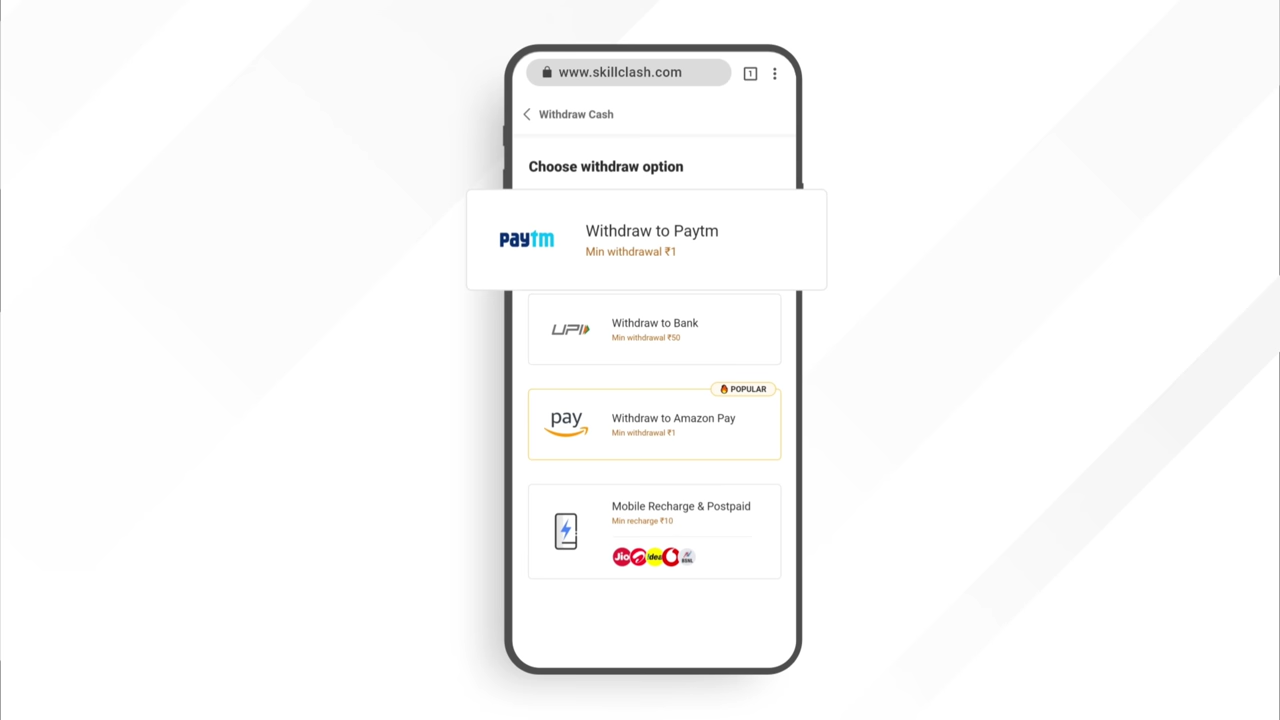 www.skillclash.com
1
Withdraw Cash
Choose withdraw option
paytm
Withdraw to Paytm
Min withdrawal ₹1
UPI
Withdraw to Bank
Min withdrawal ₹50
POPULAR
pay
Withdraw to Amazon Pay
Min withdrawal ₹1
Mobile Recharge & Postpaid
Min recharge ₹10
Jio
idea
BSNL